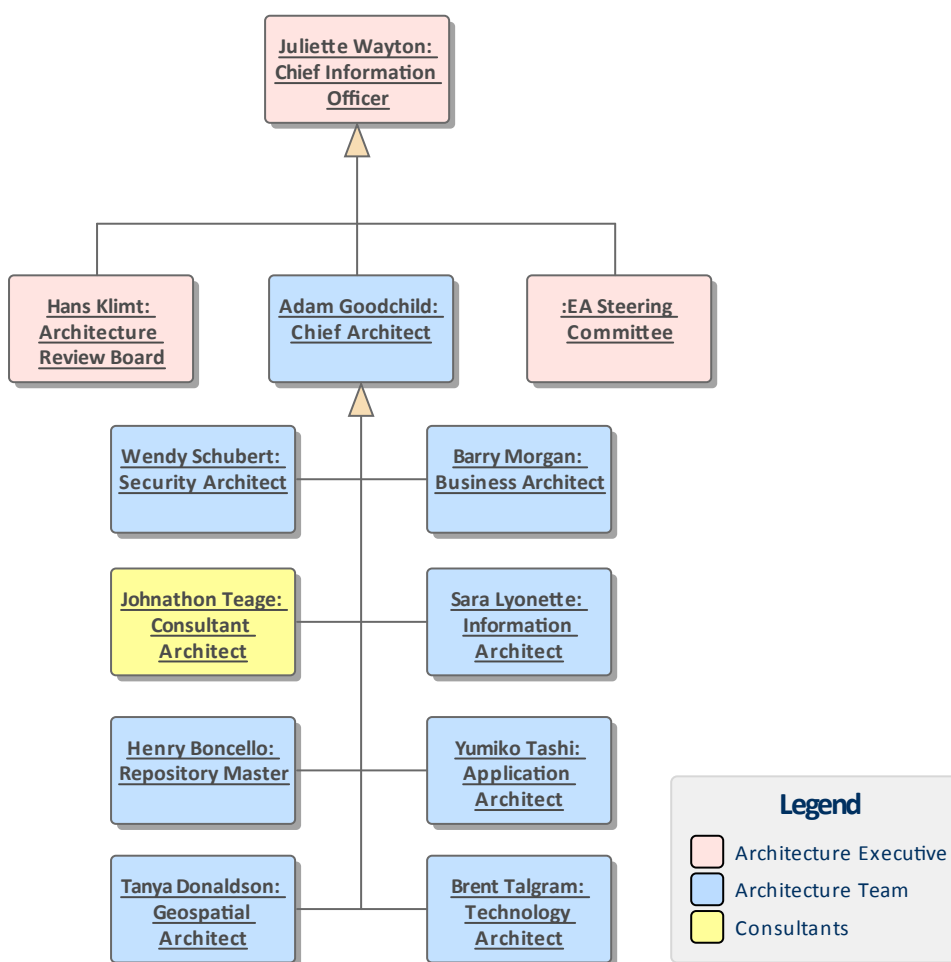 Juliette Wayton:
Chief Information
Officer
Hans Klimt:
Architecture
Review Board
Adam Goodchild:
Chief Architect
:EA Steering
Committee
Wendy Schubert:
Security Architect
Barry Morgan:
Business Architect
Johnathon Teage:
Consultant
Architect
Sara Lyonette:
Information
Architect
Henry Boncello:
Repository Master
Yumiko Tashi:
Application
Architect
Tanya Donaldson:
Geospatial
Architect
Brent Talgram:
Technology
Architect
Legend
Architecture Executive
Architecture Team
Consultants